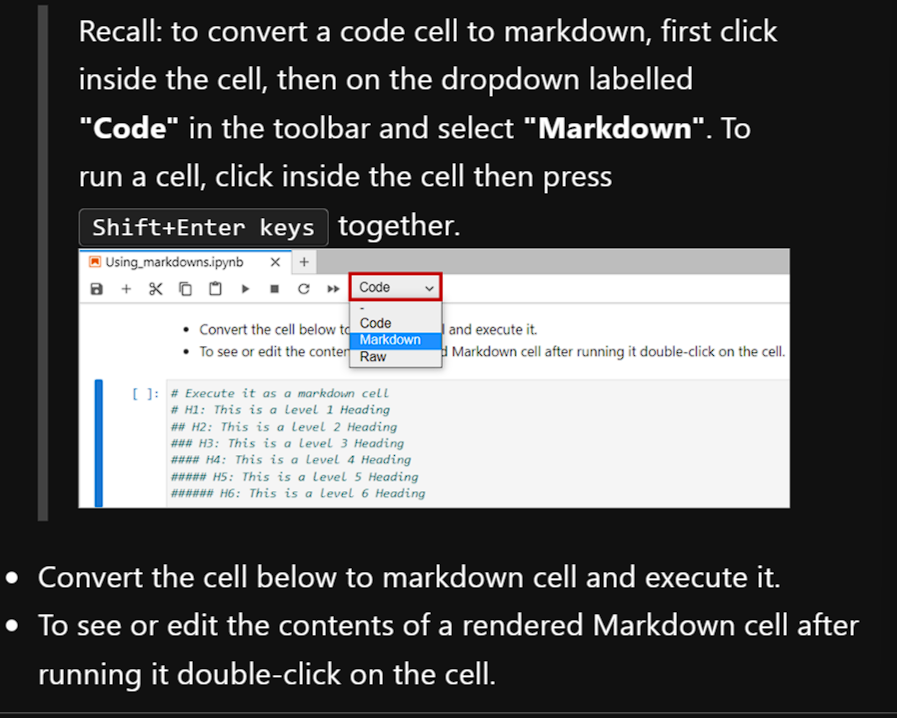 Recall: to convert a code cell to markdown, first click
inside the cell, then on the dropdown labelled
"Code" in the toolbar and select "Markdown". To
run a cell, click inside the cell then press
Shift+Enter keys together.
Using_markdowns.ipynb
Code
-
Code
Markdown
Raw
• Convert the cell below to l and execute it.
• To see or edit the conten d Markdown cell after running it double-click on the cell.
[ ]: # Execute it as a markdown cell
# H1: This is a level 1 Heading
## H2: This is a level 2 Heading
### H3: This is a level 3 Heading
#### H4: This is a level 4 Heading
##### H5: This is a level 5 Heading
###### H6: This is a level 6 Heading
• Convert the cell below to markdown cell and execute it.
• To see or edit the contents of a rendered Markdown cell after
running it double-click on the cell.